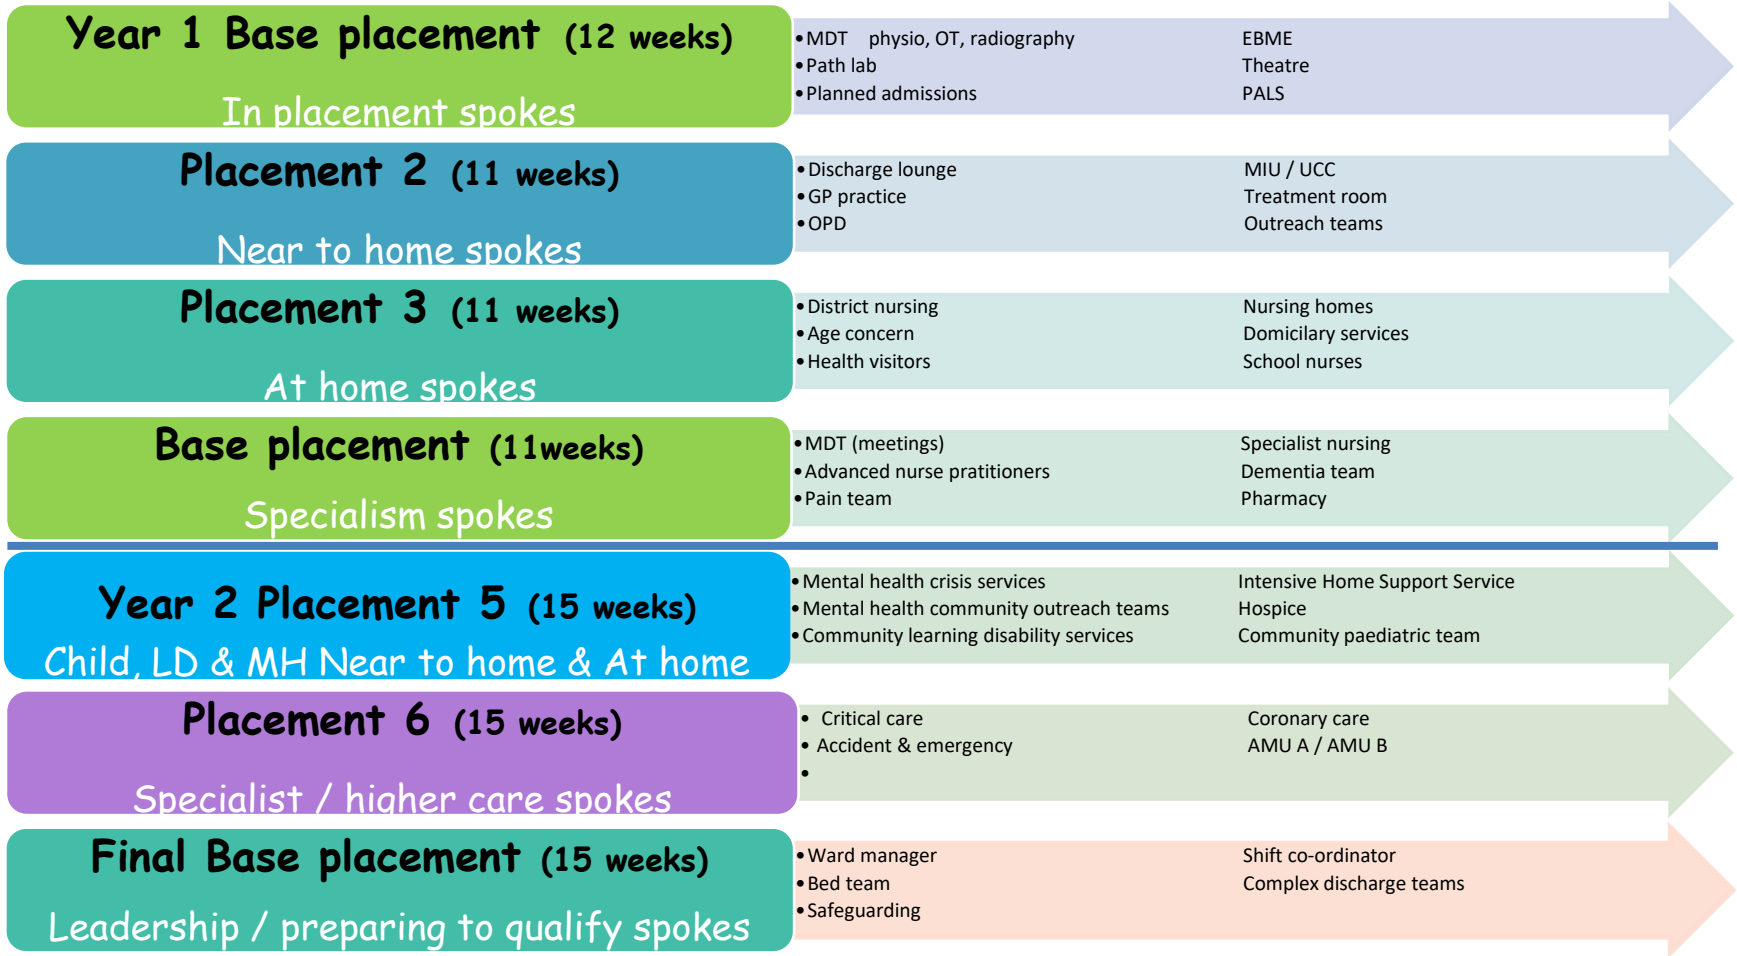 Year 1 Base placement (12 weeks)
In placement spokes
•MDT physio, OT, radiography EBME
•Path lab Theatre
•Planned admissions PALS
Placement 2 (11 weeks)
Near to home spokes
•Discharge lounge MIU / UCC
•GP practice Treatment room
•OPD Outreach teams
Placement 3 (11 weeks)
At home spokes
•District nursing Nursing homes
•Age concern Domicilary services
•Health visitors School nurses
Base placement (11weeks)
Specialism spokes
•MDT (meetings) Specialist nursing
•Advanced nurse pratitioners Dementia team
•Pain team Pharmacy
Year 2 Placement 5 (15 weeks)
Child, LD & MH Near to home & At home
•Mental health crisis services Intensive Home Support Service
•Mental health community outreach teams Hospice
•Community learning disability services Community paediatric team
Placement 6 (15 weeks)
Specialist / higher care spokes
• Critical care Coronary care
• Accident & emergency AMU A / AMU B
•
Final Base placement (15 weeks)
Leadership / preparing to qualify spokes
•Ward manager Shift co-ordinator
•Bed team Complex discharge teams
•Safeguarding